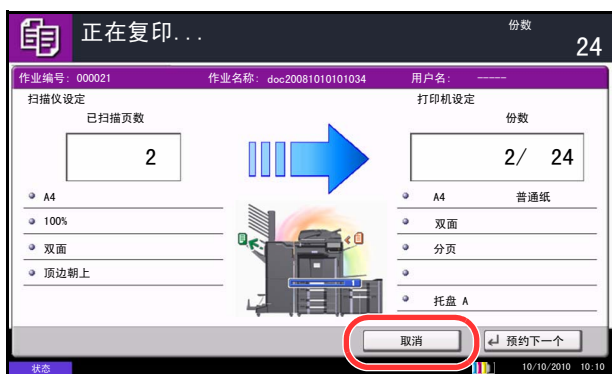 正在复印...
份数
24
作业编号: 000021
作业名称: doc20081010101034
用户名: -----
扫描仪设定
已扫描页数
2
A4
100%
双面
顶边朝上
打印机设定
份数
2/ 24
A4 普通纸
双面
分页
托盘 A
取消
预约下一个
状态
10/10/2010 10:10